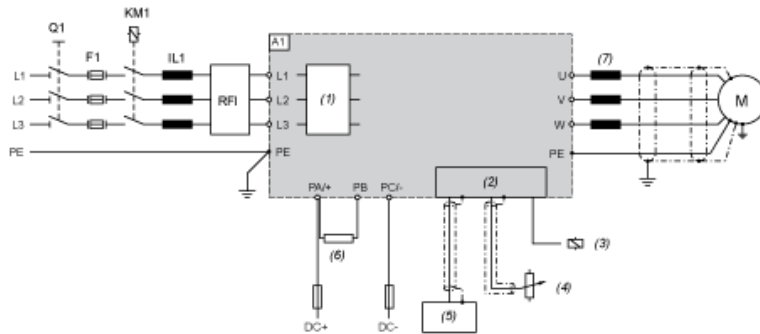 KM1
Q1
F1
IL1
A1
(7)
L1
L1
U
L2
RFI
L2
(1)
V
M
L3
L3
W
PE
PE
PE
(2)
PA/+
PB
PC/-
(3)
(6)
(4)
(5)
DC+
DC-